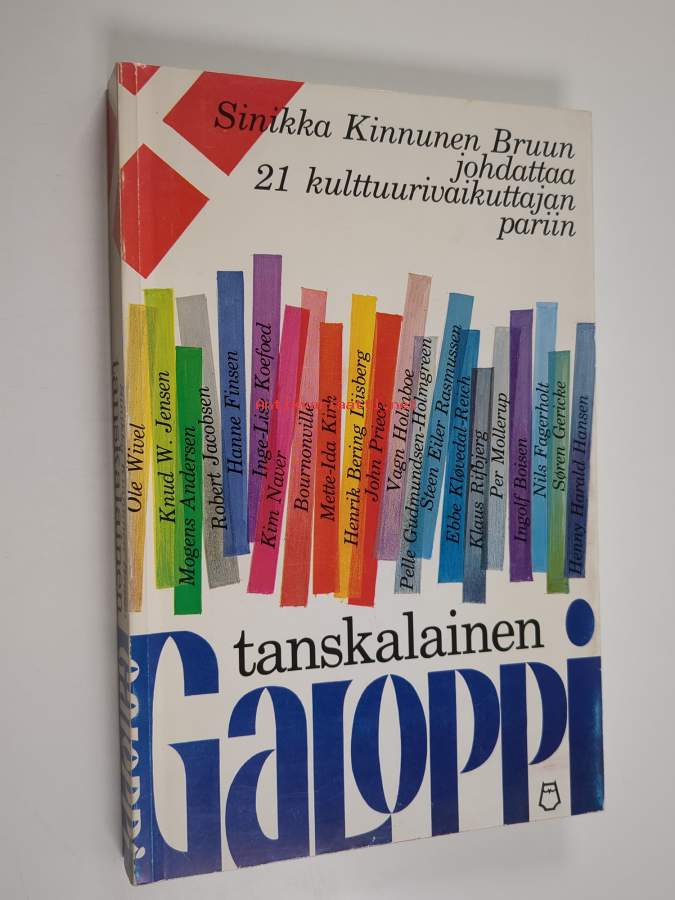 Sinikka Kinnunen Bruun
johdattaa
21 kulttuurivaikuttajan
pariin
Ole Wivel
Knud W. Jensen
Mogens Andersen
Robert Jacobsen
Hanne Finsen
Inge-Lise Koefoed
Kim Naver
Bournonville
Mette-Ida Kirk
Henrik Bering Liisberg
John Price
Vagn Holmboe
Pelle Gudmundsen-Holmgreen
Steen Eiler Rasmussen
Ebbe Kløvedal-Reich
Klaus Rifbjerg
Per Mollerup
Ingolf Boisen
Nils Fagerholt
Søren Gericke
Henny Harald Hansen
tanskalainen
GaLoppi